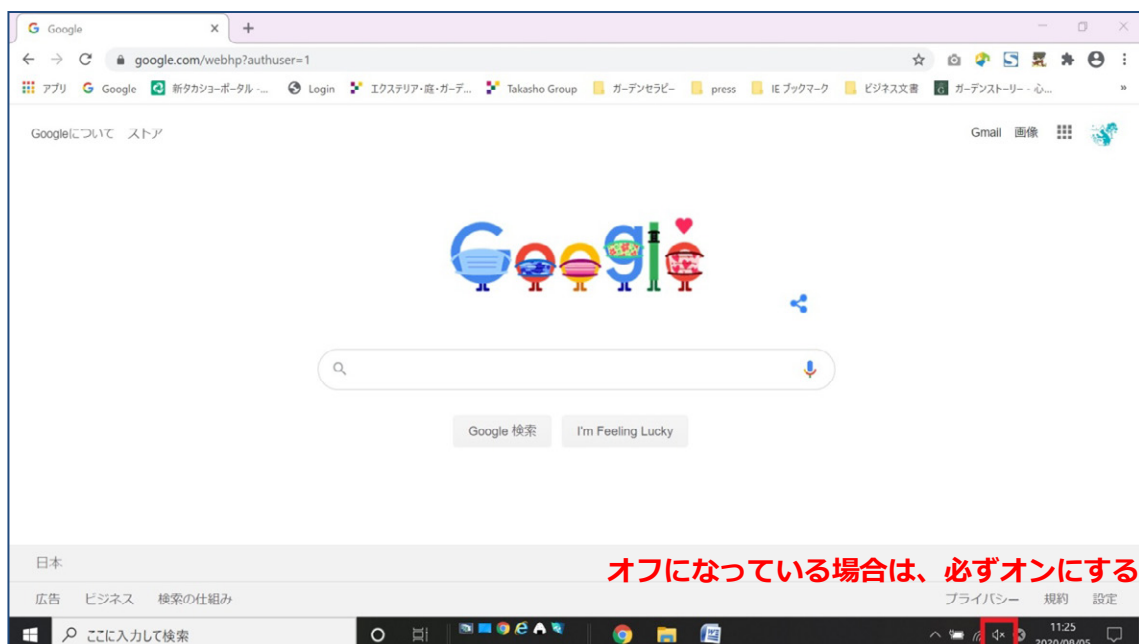 Google
google.com/webhp?authuser=1
アプリ Google 新タカショーポータル -... Login エクステリア・庭・ガーデ... Takasho Group ガーデンセラピー press IE ブックマーク ビジネス文書 ガーデンストーリー - 心... »
Googleについて ストア Gmail 画像
Google
Google 検索 I'm Feeling Lucky
日本
オフになっている場合は、必ずオンにする
広告 ビジネス 検索の仕組み プライバシー 規約 設定
ここに入力して検索 11:25
2020/09/05